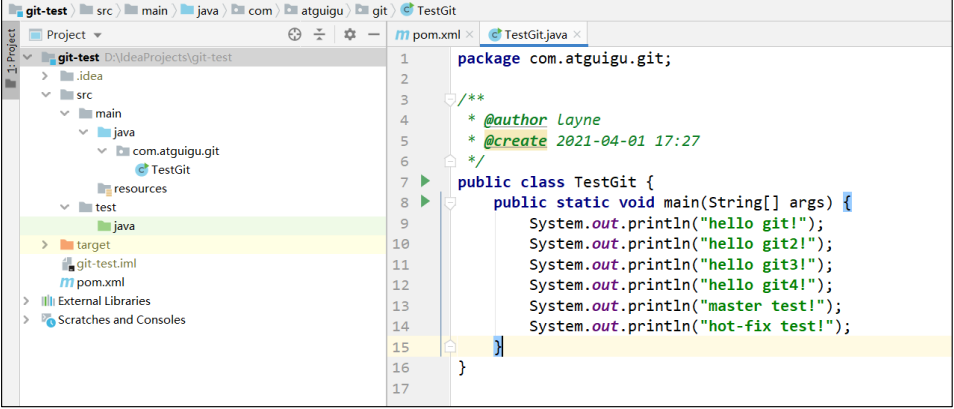 git-test src main java com atguigu git TestGit
1: Project
Project
git-test D:\IdeaProjects\git-test
.idea
src
main
java
com.atguigu.git
TestGit
resources
test
java
target
git-test.iml
pom.xml
External Libraries
Scratches and Consoles
pom.xml TestGit.java
1 package com.atguigu.git;
2
3 /**
4 * @author layne
5 * @create 2021-04-01 17:27
6 */
7 public class TestGit {
8 public static void main(String[] args) {
9 System.out.println("hello git!");
10 System.out.println("hello git2!");
11 System.out.println("hello git3!");
12 System.out.println("hello git4!");
13 System.out.println("master test!");
14 System.out.println("hot-fix test!");
15 }
16 }
17